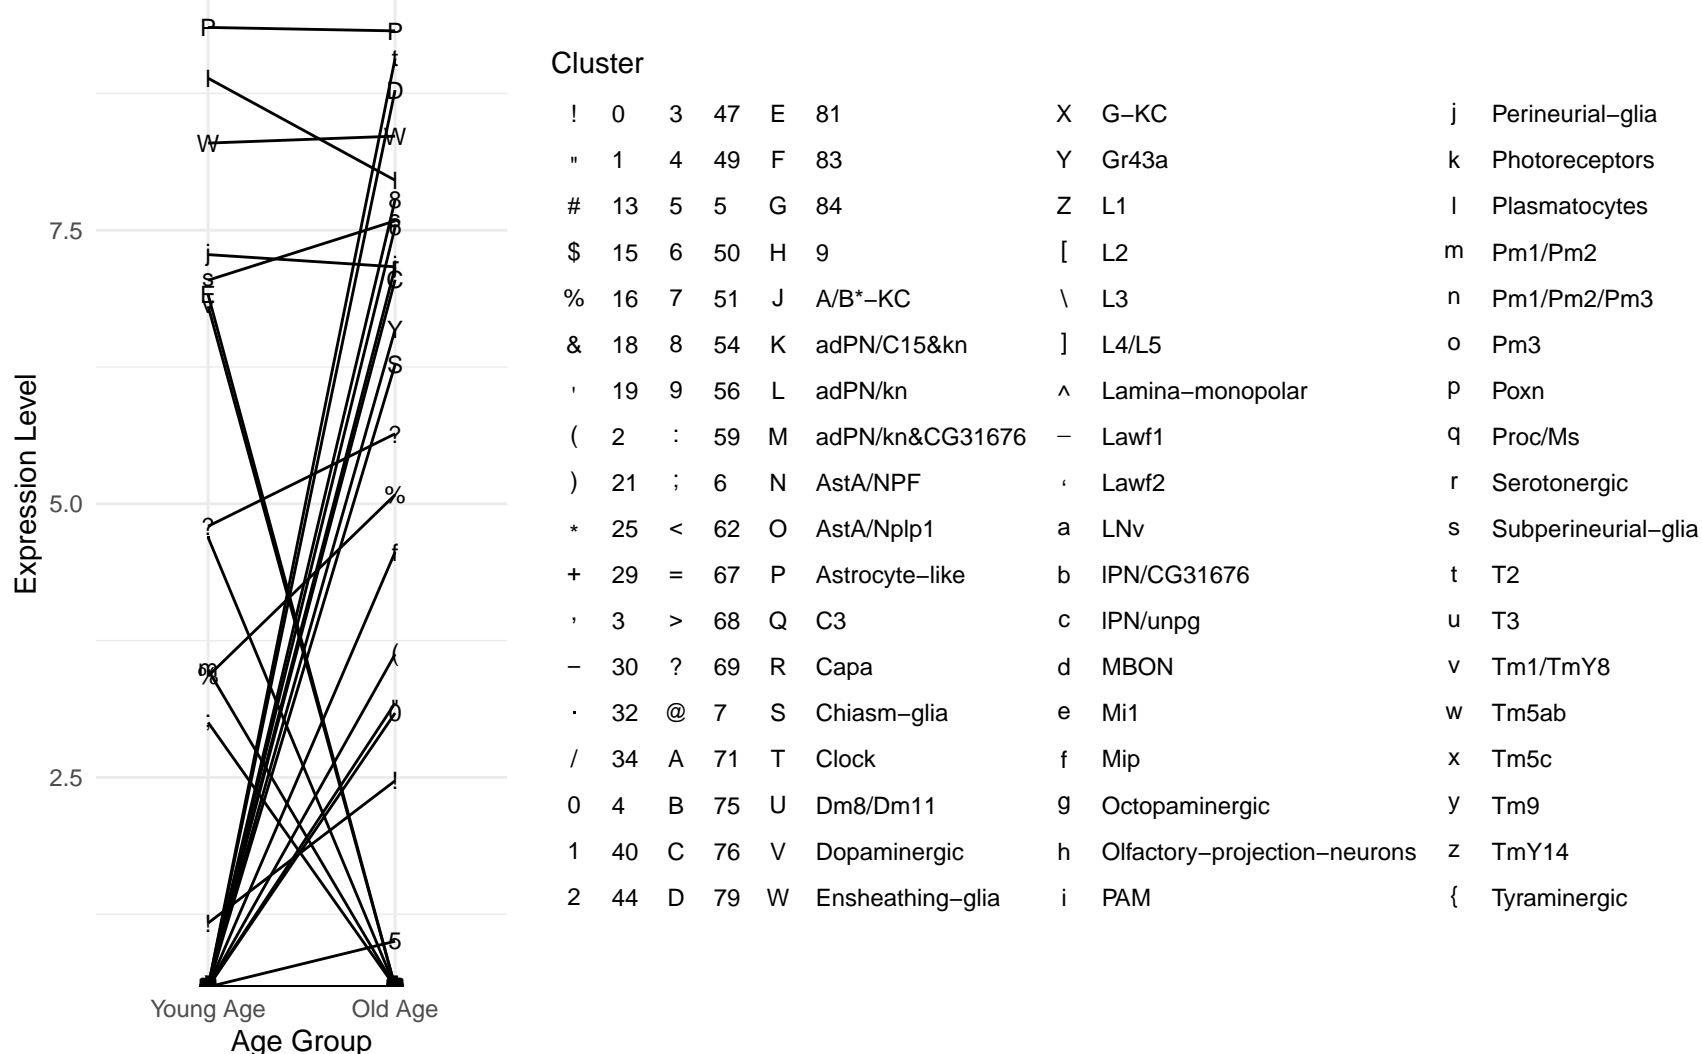 Cluster
! 0 3 47 E 81 X G−KC j Perineurial−glia
" 1 4 49 F 83 Y Gr43a k Photoreceptors
# 13 5 5 G 84 Z L1 l Plasmatocytes
$ 15 6 50 H 9 [ L2 m Pm1/Pm2
% 16 7 51 J A/B*−KC \ L3 n Pm1/Pm2/Pm3
& 18 8 54 K adPN/C15&kn ] L4/L5 o Pm3
' 19 9 56 L adPN/kn ^ Lamina−monopolar p Poxn
( 2 : 59 M adPN/kn&CG31676 − Lawf1 q Proc/Ms
) 21 ; 6 N AstA/NPF ‘ Lawf2 r Serotonergic
* 25 < 62 O AstA/Nplp1 a LNv s Subperineurial−glia
+ 29 = 67 P Astrocyte−like b lPN/CG31676 t T2
, 3 > 68 Q C3 c lPN/unpg u T3
− 30 ? 69 R Capa d MBON v Tm1/TmY8
. 32 @ 7 S Chiasm−glia e Mi1 w Tm5ab
/ 34 A 71 T Clock f Mip x Tm5c
0 4 B 75 U Dm8/Dm11 g Octopaminergic y Tm9
1 40 C 76 V Dopaminergic h Olfactory−projection−neurons z TmY14
2 44 D 79 W Ensheathing−glia i PAM { Tyraminergic
Expression Level
7.5
5.0
2.5
P P
t
l D
W W
l
8
j
s
C
Y
S
? ?
%
f
%
(
;
0
! !
5
Young Age Old Age
Age Group